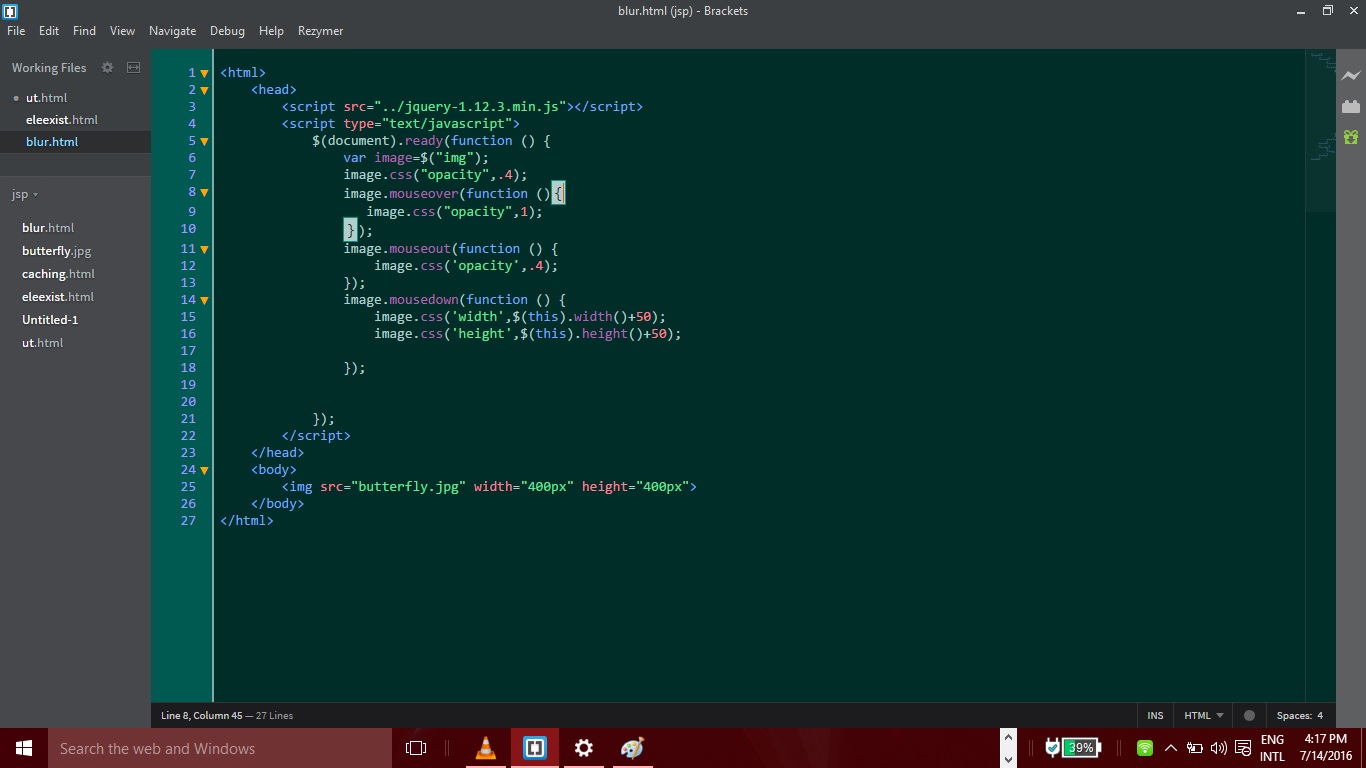 blur.html (jsp) - Brackets
File Edit Find View Navigate Debug Help Rezymer
Working Files
ut.html
eleexist.html
blur.html
jsp
blur.html
butterfly.jpg
caching.html
eleexist.html
Untitled-1
ut.html
1 <html>
2 <head>
3 <script src="../jquery-1.12.3.min.js"></script>
4 <script type="text/javascript">
5 $(document).ready(function () {
6 var image=$("img");
7 image.css("opacity",.4);
8 image.mouseover(function (){
9 image.css("opacity",1);
10 });
11 image.mouseout(function () {
12 image.css('opacity',.4);
13 });
14 image.mousedown(function () {
15 image.css('width',$(this).width()+50);
16 image.css('height',$(this).height()+50);
17
18 });
19
20
21 });
22 </script>
23 </head>
24 <body>
25 <img src="butterfly.jpg" width="400px" height="400px">
26 </body>
27 </html>
Line 8, Column 45 — 27 Lines
INS HTML Spaces: 4
Search the web and Windows
39%
ENG
INTL
4:17 PM
7/14/2016